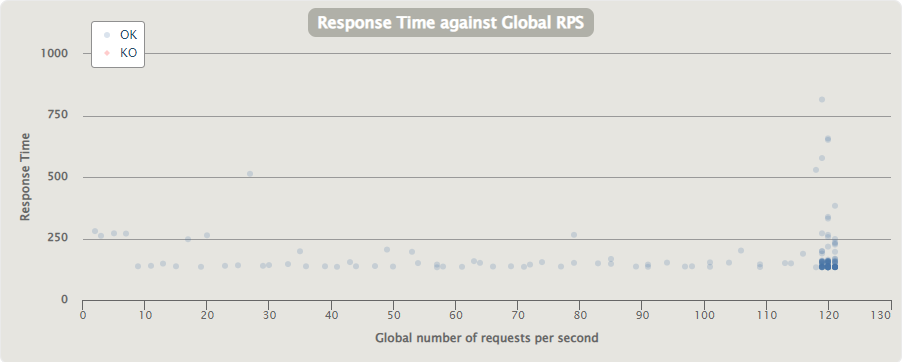 Response Time against Global RPS
OK
KO
1000
750
500
250
0
Response Time
0 10 20 30 40 50 60 70 80 90 100 110 120 130
Global number of requests per second